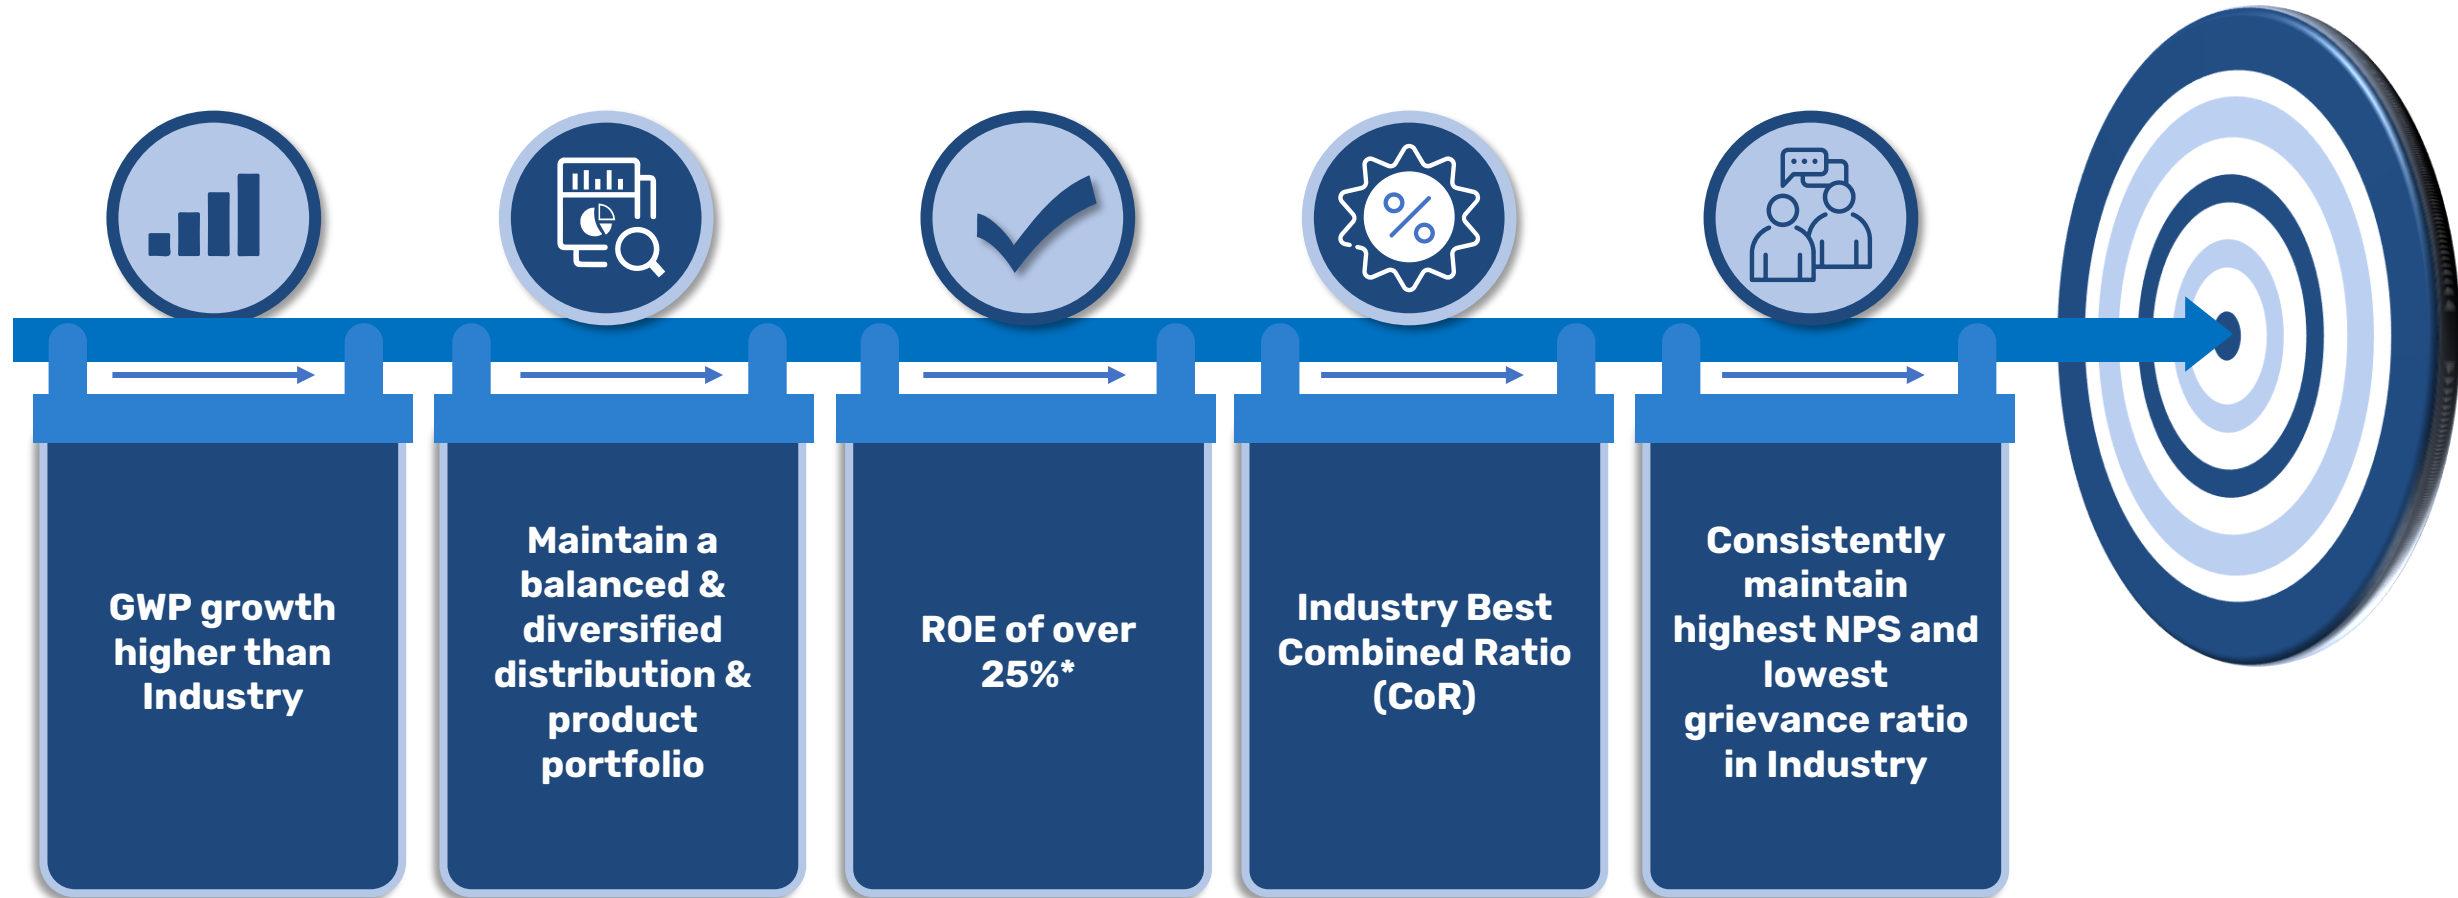 GWP growth
higher than
Industry
Maintain a
balanced &
diversified
distribution &
product
portfolio
ROE of over
25%*
Industry Best
Combined Ratio
(CoR)
Consistently
maintain
highest NPS and
lowest
grievance ratio
in Industry